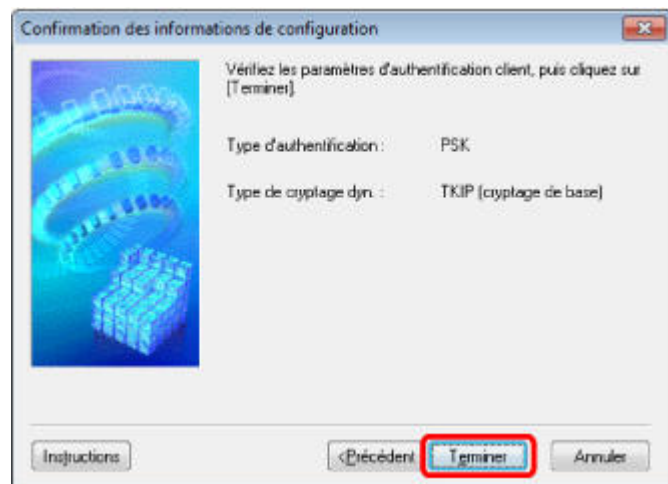 Confirmation des informations de configuration
Vérifiez les paramètres d'authentification client, puis cliquez sur
[Terminer].
Type d'authentification : PSK
Type de cryptage dyn. : TKIP (cryptage de base)
Instructions <Précédent Terminer Annuler